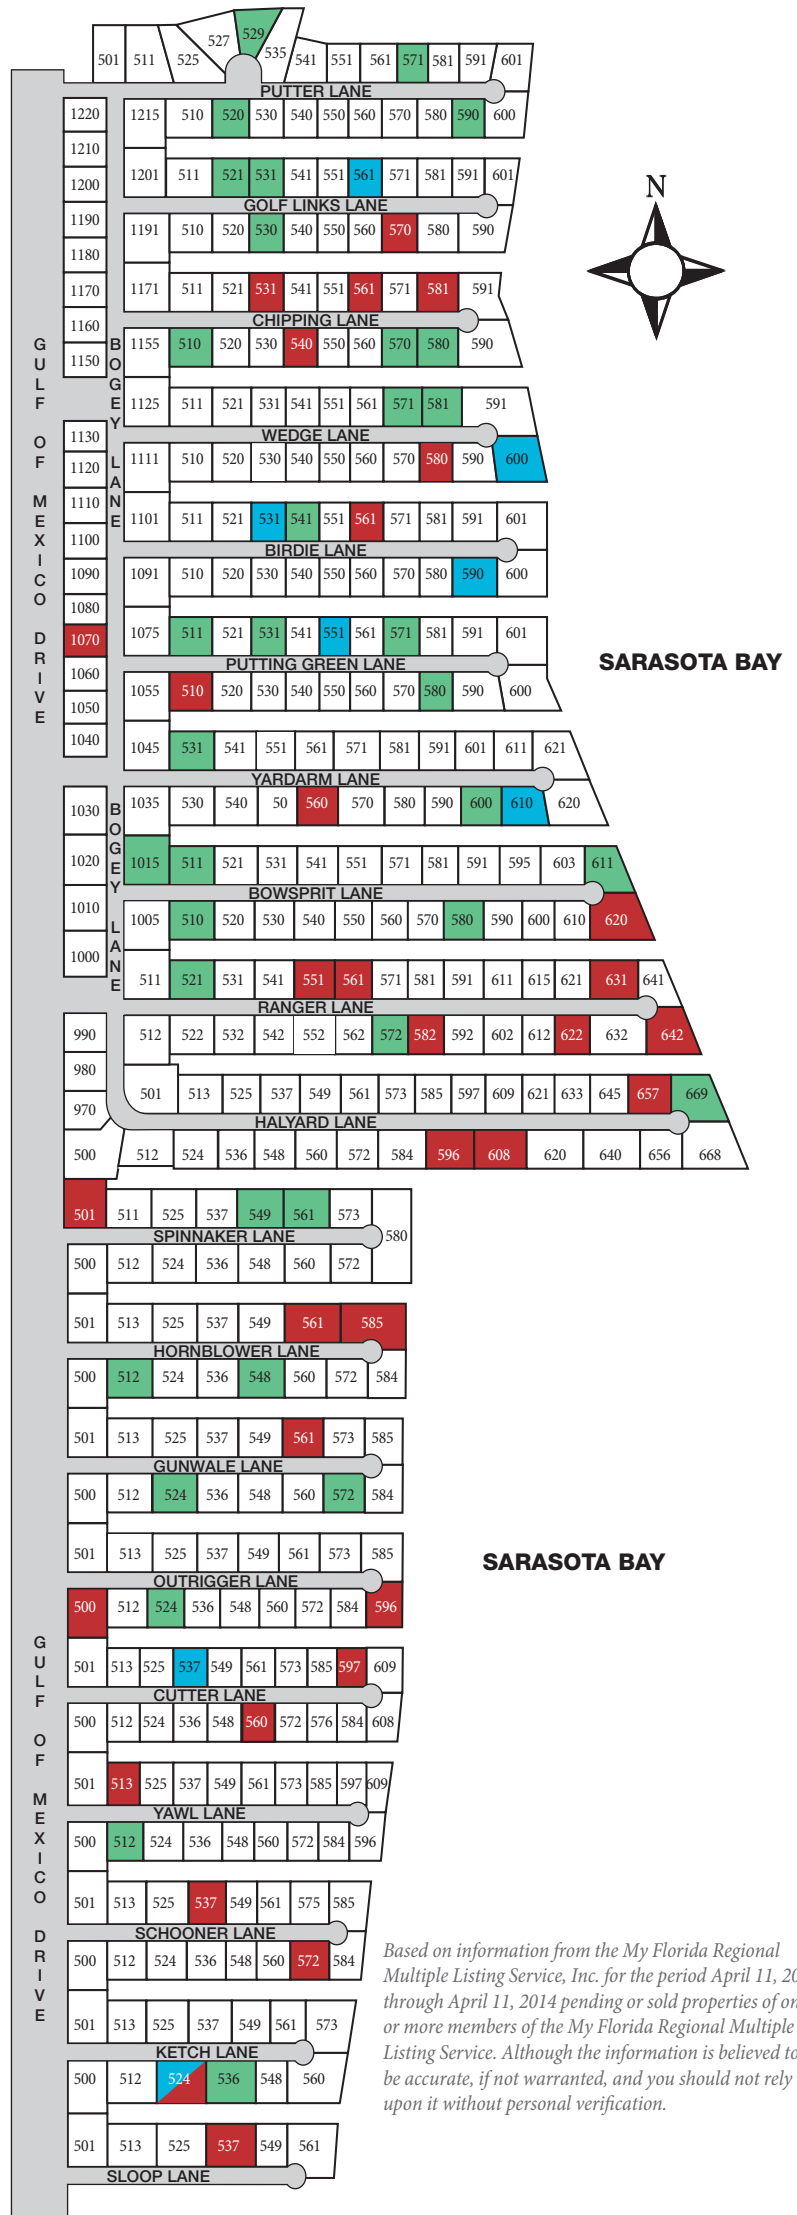 527 529 535
501 511 525 541 551 561 571 581 591 601
PUTTER LANE
1220 1215 510 520 530 540 550 560 570 580 590 600
1210
1200 1201 511 521 531 541 551 561 571 581 591 601
GOLF LINKS LANE
1190 1191 510 520 530 540 550 560 570 580 590
1180
1170 1171 511 521 531 541 551 561 571 581 591
1160
CHIPPING LANE
1150 1155 510 520 530 540 550 560 570 580 590
1125 511 521 531 541 551 561 571 581 591
1130
WEDGE LANE
1120 1111 510 520 530 540 550 560 570 580 590 600
1110
1101 511 521 531 541 551 561 571 581 591 601
1100
BIRDIE LANE
1090 1091 510 520 530 540 550 560 570 580 590 600
1080
1070 1075 511 521 531 541 551 561 571 581 591 601
PUTTING GREEN LANE
1060
1050 1055 510 520 530 540 550 560 570 580 590 600
1040 1045 531 541 551 561 571 581 591 601 611 621
YARDARM LANE
1030 1035 530 540 50 560 570 580 590 600 610 620
1020 1015 511 521 531 541 551 571 581 591 595 603 611
BOWSPRIT LANE
1010 1005 510 520 530 540 550 560 570 580 590 600 610 620
1000 511 521 531 541 551 561 571 581 591 611 615 621 631 641
RANGER LANE
990 512 522 532 542 552 562 572 582 592 602 612 622 632 642
980
970 501 513 525 537 549 561 573 585 597 609 621 633 645 657 669
HALYARD LANE
500 512 524 536 548 560 572 584 596 608 620 640 656 668
501 511 525 537 549 561 573 580
SPINNAKER LANE
500 512 524 536 548 560 572
501 513 525 537 549 561 585
HORNBLOWER LANE
500 512 524 536 548 560 572 584
501 513 525 537 549 561 573 585
GUNWALE LANE
500 512 524 536 548 560 572 584
501 513 525 537 549 561 573 585
OUTRIGGER LANE
500 512 524 536 548 560 572 584 596
501 513 525 537 549 561 573 585 597 609
CUTTER LANE
500 512 524 536 548 560 572 576 584 608
501 513 525 537 549 561 573 585 597 609
YAWL LANE
500 512 524 536 548 560 572 584 596
501 513 525 537 549 561 575 585
SCHOONER LANE
500 512 524 536 548 560 572 584
501 513 525 537 549 561 573
KETCH LANE
500 512 524 536 548 560
501 513 525 537 549 561
SLOOP LANE
GULF OF MEXICO DRIVE
GULF OF MEXICO DRIVE
BOGEY LANE
BOGEY LANE
N
SARASOTA BAY
SARASOTA BAY
Based on information from the My Florida Regional
Multiple Listing Service, Inc. for the period April 11, 20
through April 11, 2014 pending or sold properties of on
or more members of the My Florida Regional Multiple
Listing Service. Although the information is believed to
be accurate, if not warranted, and you should not rely
upon it without personal verification.